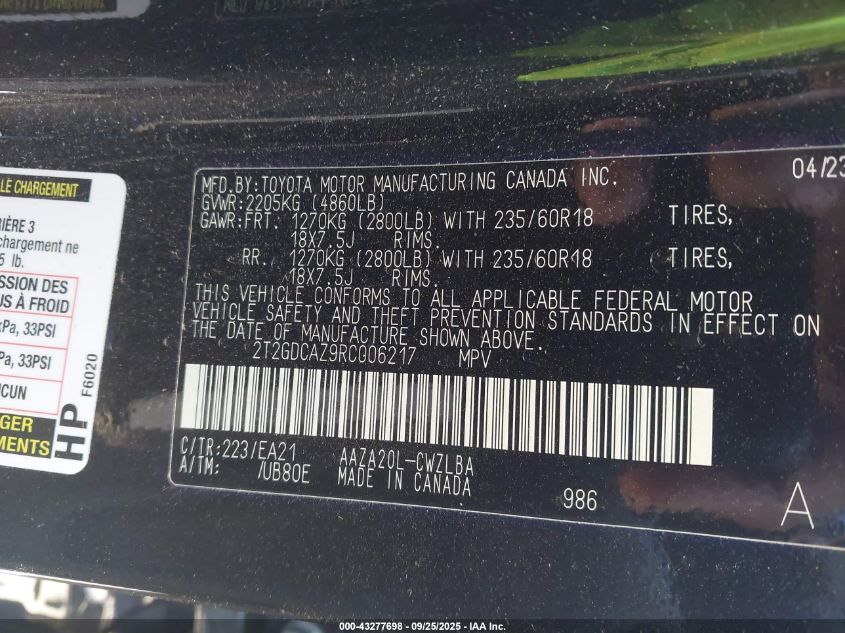 LE CHARGEMENT
IÈRE 3
chargement ne
5 lb.
SSION DES
US À FROID
kPa, 33PSI
Pa, 33PSI
CUN
GER
EMENTS
HP
F6020
MFD.BY:TOYOTA MOTOR MANUFACTURING CANADA INC. 04/23
GVWR:2205KG (4860LB)
GAWR:FRT. 1270KG (2800LB) WITH 235/60R18 TIRES,
18X7.5J RIMS.
RR. 1270KG (2800LB) WITH 235/60R18 TIRES,
18X7.5J RIMS.
THIS VEHICLE CONFORMS TO ALL APPLICABLE FEDERAL MOTOR
VEHICLE SAFETY AND THEFT PREVENTION STANDARDS IN EFFECT ON
THE DATE OF MANUFACTURE SHOWN ABOVE.
2T2GDCAZ9RC006217 MPV
C/TR:223/EA21 AAZA20L-CWZLBA
A/TM: /UB80E MADE IN CANADA
986 A
000-43277698 - 09/25/2025 - IAA Inc.